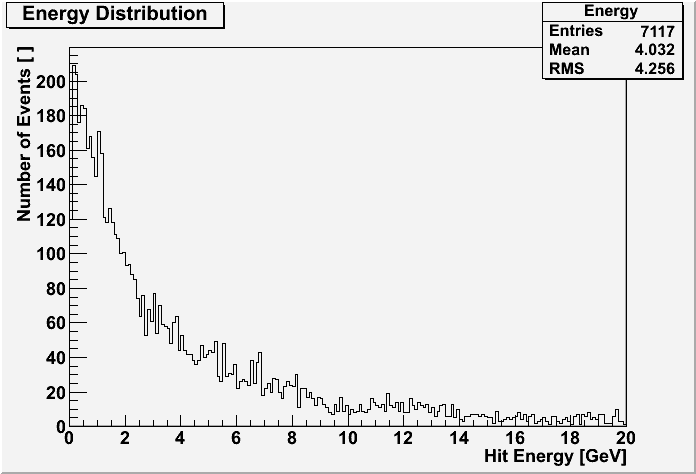 Energy Distribution
Energy
Entries 7117
Mean 4.032
RMS 4.256
Number of Events [ ]
200
180
160
140
120
100
80
60
40
20
0
0 2 4 6 8 10 12 14 16 18 20
Hit Energy [GeV]